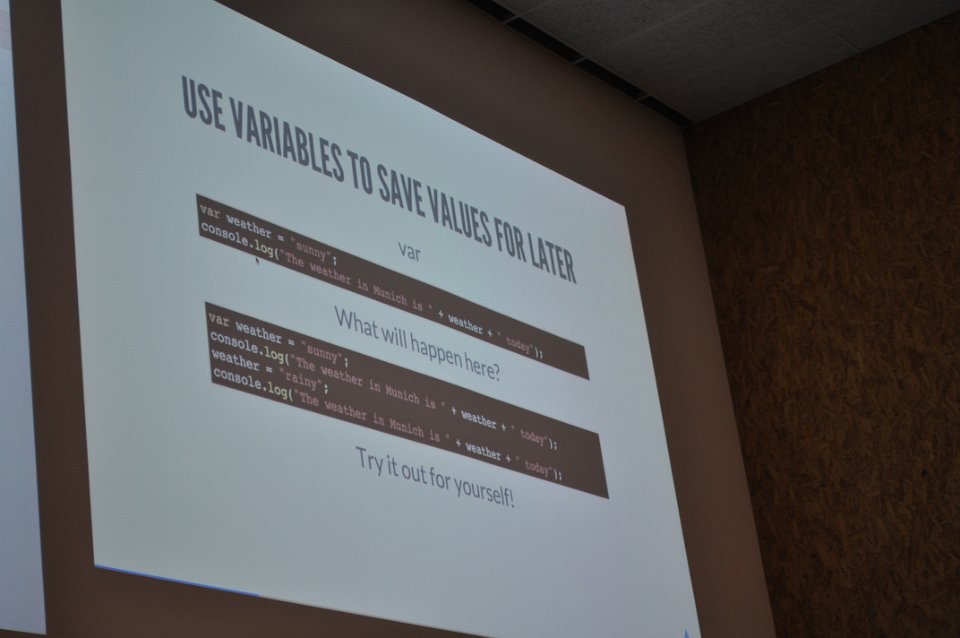 USE VARIABLES TO SAVE VALUES FOR LATER
var
var weather = "sunny";
console.log("The weather in Munich is " + weather + " today");
What will happen here?
var weather = "sunny";
console.log("The weather in Munich is " + weather + " today");
weather = "rainy";
console.log("The weather in Munich is " + weather + " today");
Try it out for yourself!